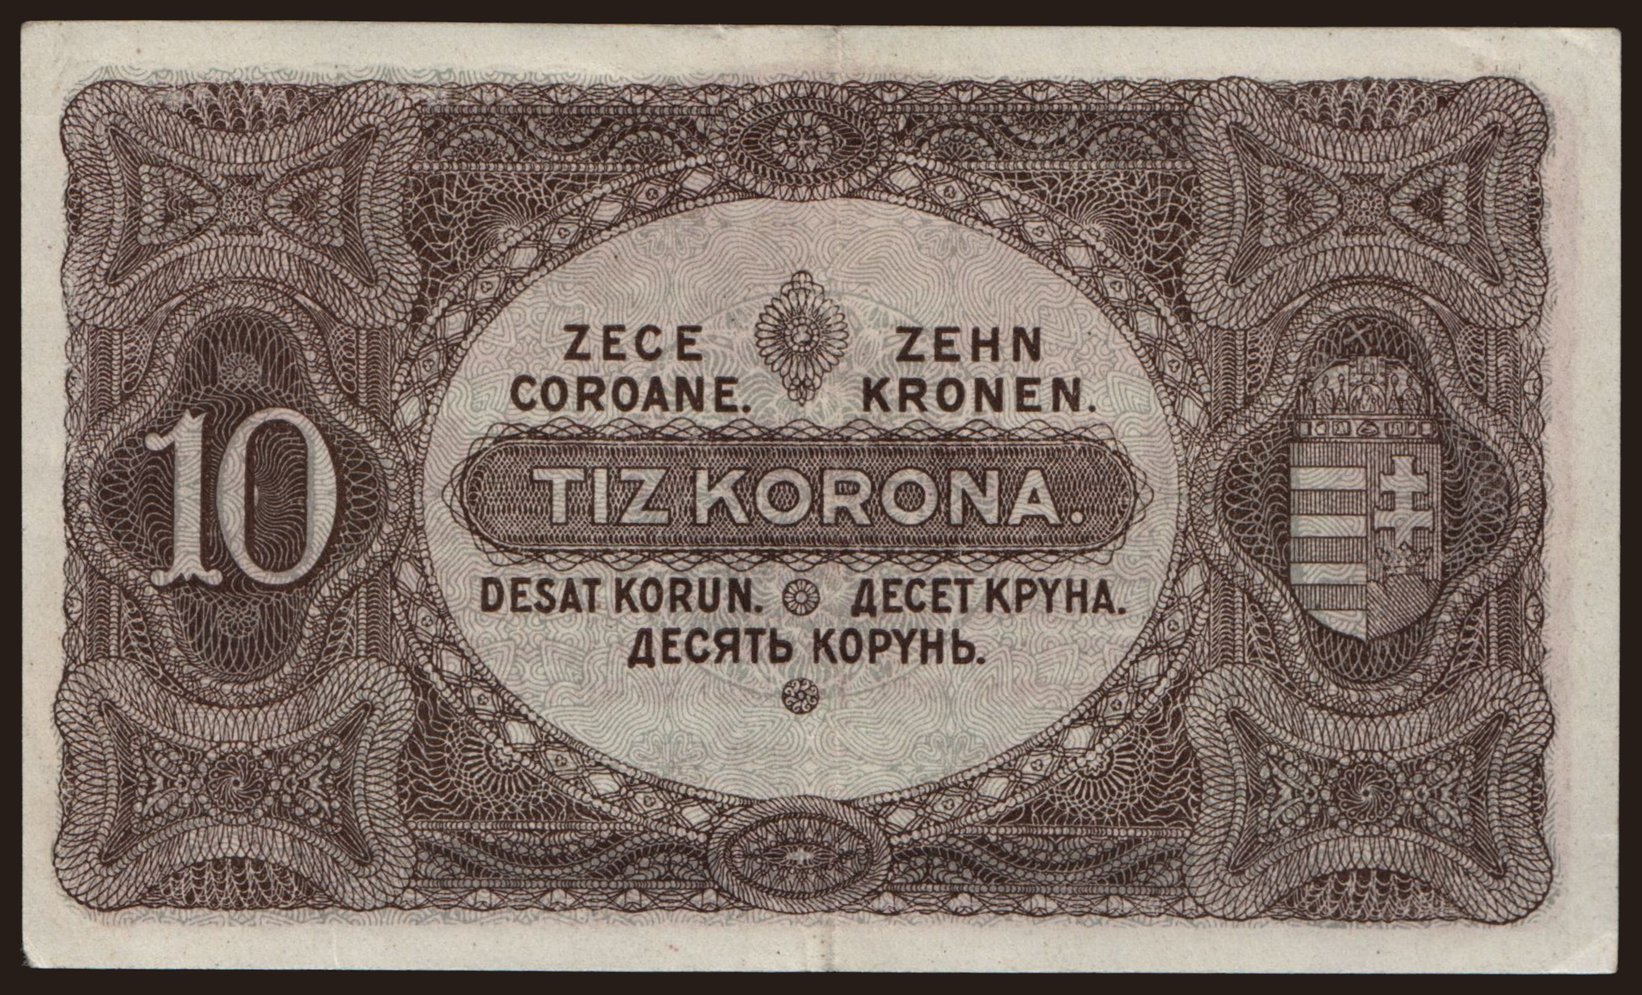 ZECE COROANE.
ZEHN KRONEN.
10
TIZ KORONA.
DESAT KORUN. ДЕСЕТ КРУНА.
ДЕСЯТЬ КОРУНЬ.